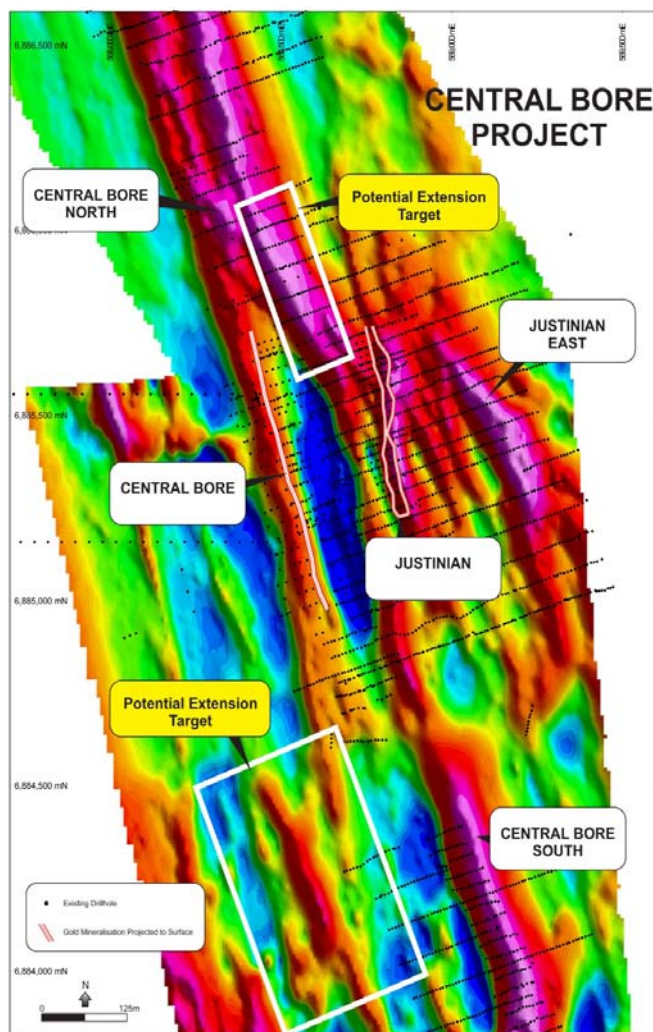 6,886,500 mN
CENTRAL BORE
PROJECT
CENTRAL BORE
NORTH
Potential Extension
Target
JUSTINIAN
EAST
6,885,500 mN
CENTRAL BORE
JUSTINIAN
6,885,000 mN
Potential Extension
Target
6,884,500 mN
CENTRAL BORE
SOUTH
Existing Drillhole
Gold Mineralisation Projected to Surface
6,884,000 mN
N
0 125m